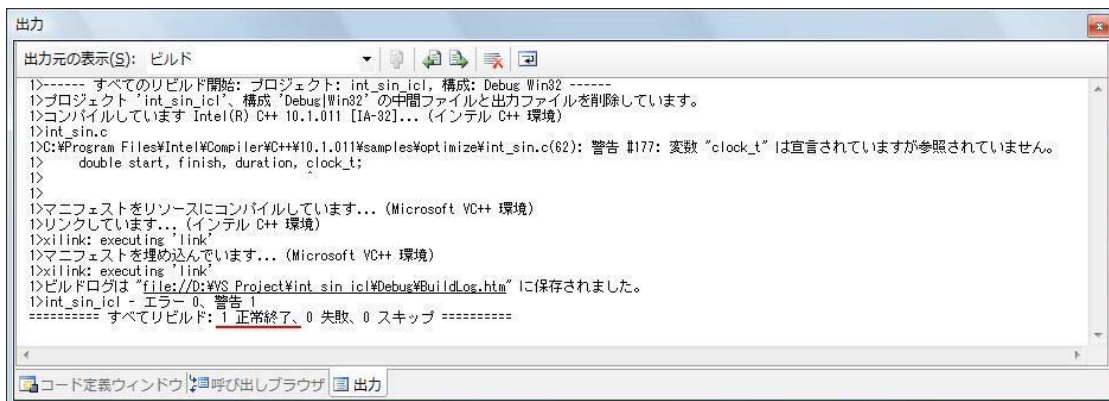 出力
出力元の表示(S): ビルド
1>------ すべてのリビルド開始: プロジェクト: int_sin_icl, 構成: Debug Win32 ------
1>プロジェクト 'int_sin_icl'、構成 'Debug|Win32' の中間ファイルと出力ファイルを削除しています。
1>コンパイルしています Intel(R) C++ 10.1.011 [IA-32]... (インテル C++ 環境)
1>int_sin.c
1>C:¥Program Files¥Intel¥Compiler¥C++¥10.1.011¥samples¥optimize¥int_sin.c(62): 警告 #177: 変数 "clock_t" は宣言されていますが参照されていません。
1>    double start, finish, duration, clock_t;
1>                                    ^
1>
1>マニフェストをリソースにコンパイルしています... (Microsoft VC++ 環境)
1>リンクしています... (インテル C++ 環境)
1>xilink: executing 'link'
1>マニフェストを埋め込んでいます... (Microsoft VC++ 環境)
1>xilink: executing 'link'
1>ビルドログは "file://D:¥VS Project¥int_sin_icl¥Debug¥BuildLog.htm" に保存されました。
1>int_sin_icl - エラー 0、警告 1
========== すべてリビルド: 1 正常終了、0 失敗、0 スキップ ==========
コード定義ウィンドウ 呼び出しブラウザ 出力